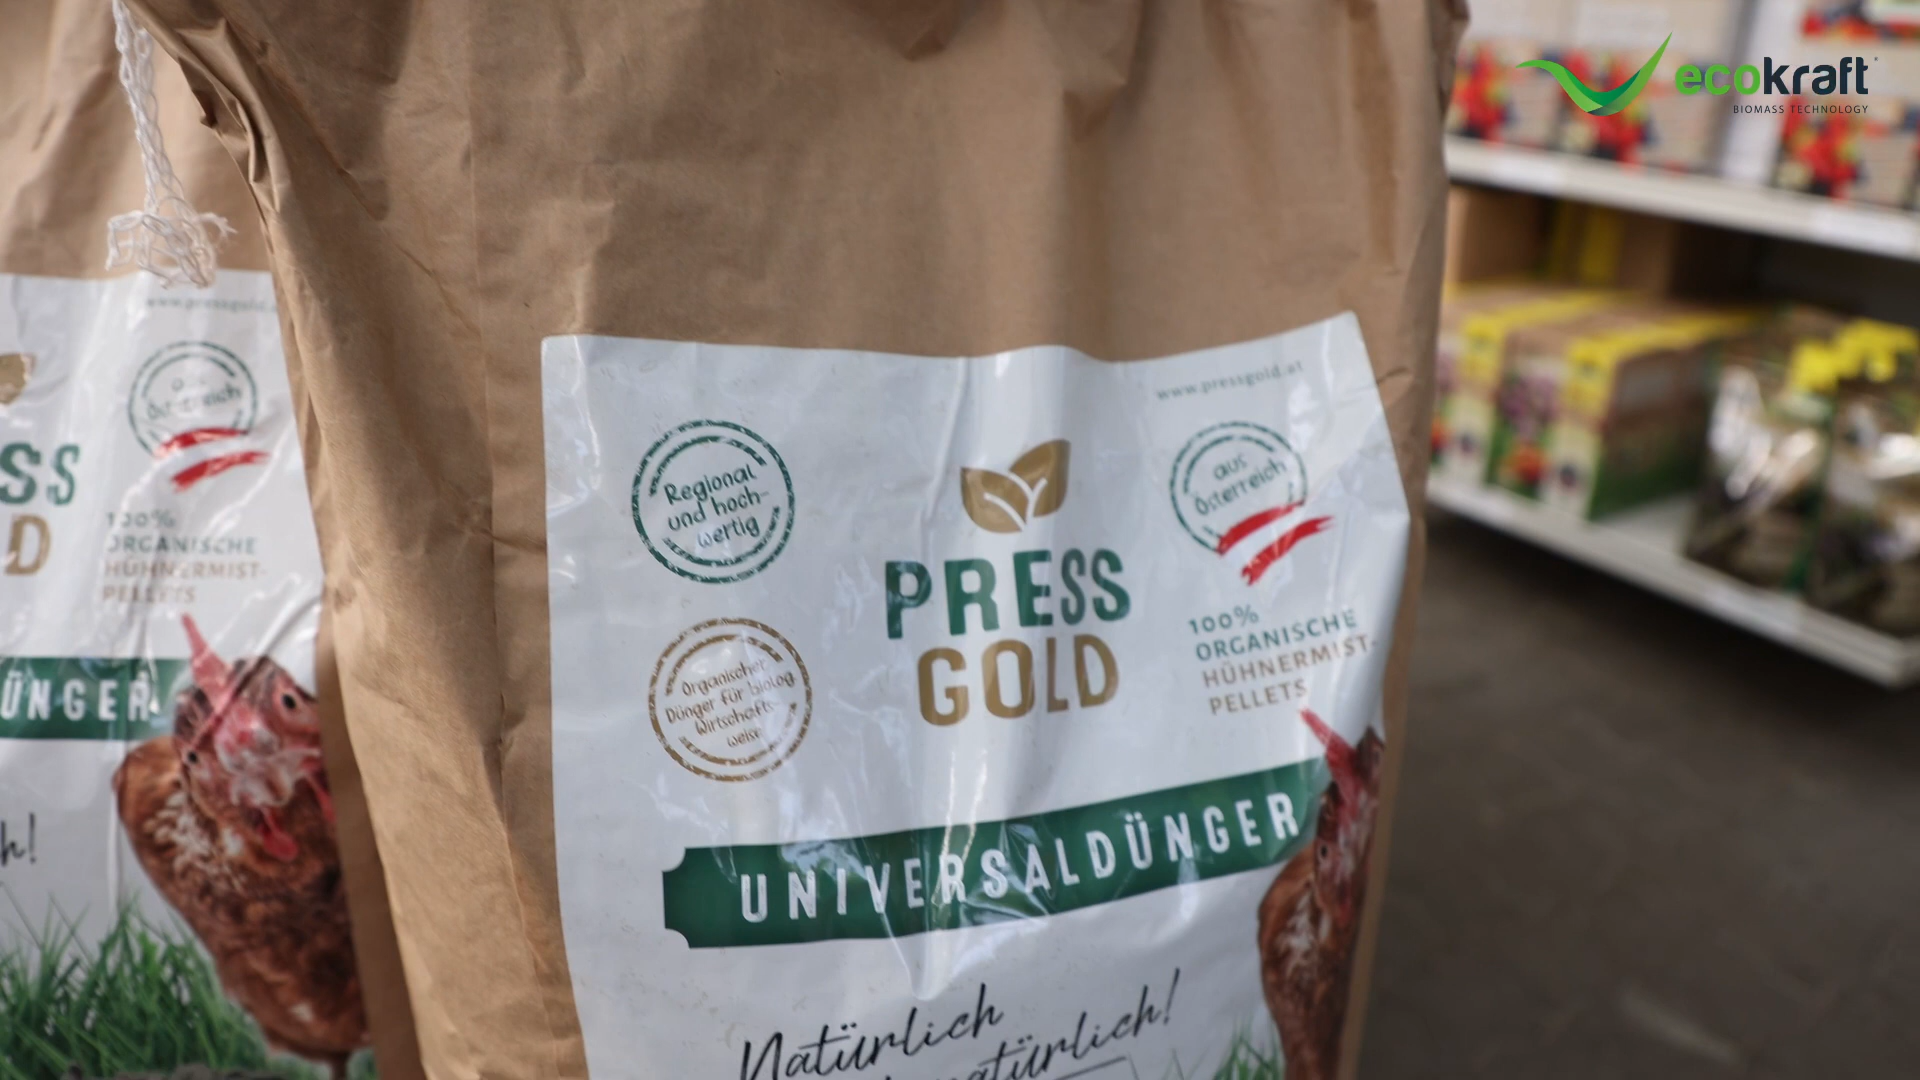 ecokraft
BIOMASS TECHNOLOGY
www.pressgold.at
Regional
und hoch-
wertig
aus
Österreich
PRESS
GOLD
100%
ORGANISCHE
HÜHNERMIST-
PELLETS
Organischer
Dünger für biolog.
Wirtschafts-
weise
UNIVERSALDÜNGER
Natürlich
natürlich!
www.pressgold
aus
Österreich
SS
D
100%
ORGANISCHE
HÜHNERMIST-
PELLETS
ÜNGER
h!